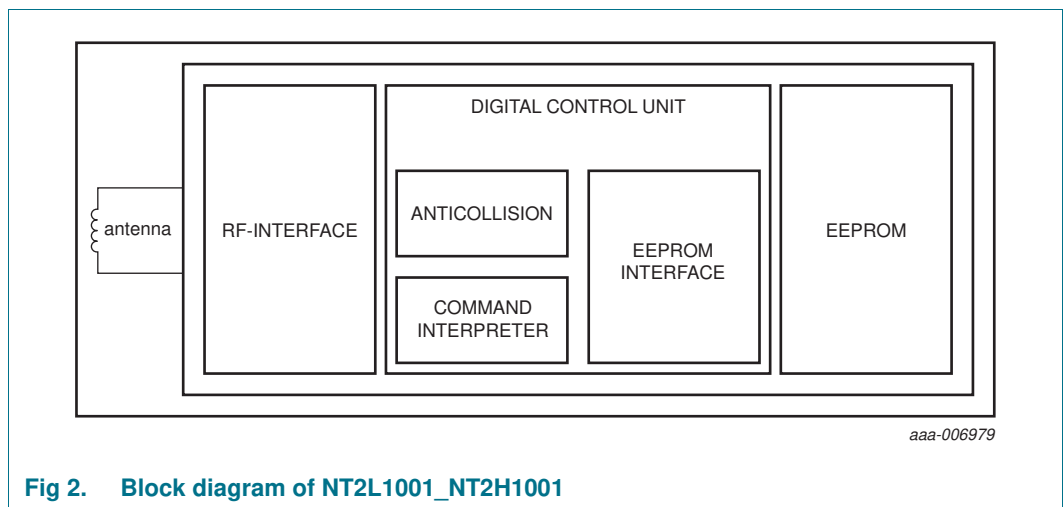 DIGITAL CONTROL UNIT
antenna
RF-INTERFACE
ANTICOLLISION
COMMAND
INTERPRETER
EEPROM
INTERFACE
EEPROM
aaa-006979
Fig 2. Block diagram of NT2L1001_NT2H1001